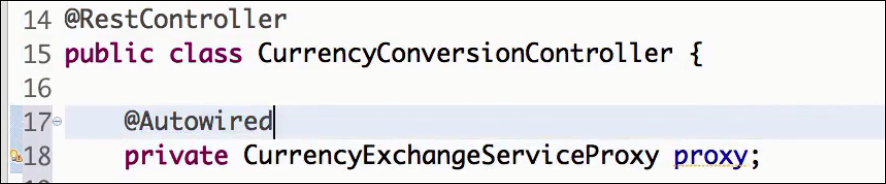 14 @RestController
15 public class CurrencyConversionController {
16
17 @Autowired
18 private CurrencyExchangeServiceProxy proxy;